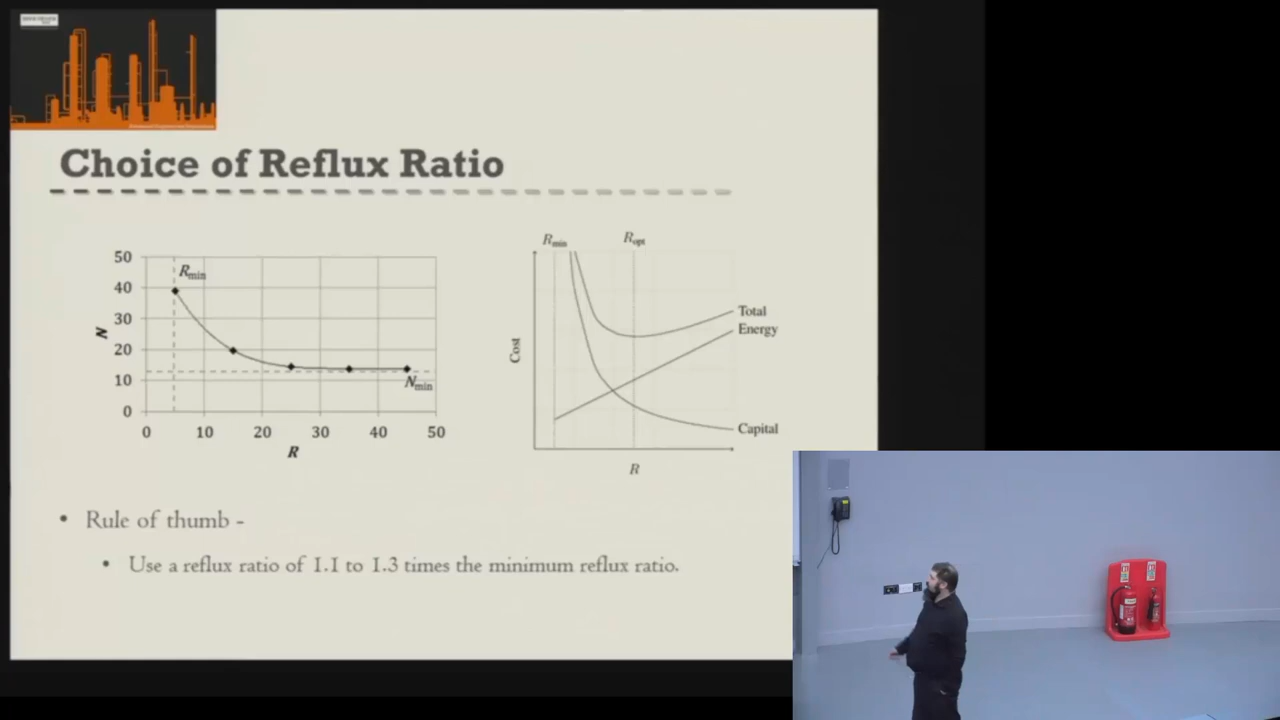 Choice of Reflux Ratio
50
40
30
20
10
0
N
Rmin
Nmin
0 10 20 30 40 50
R
Rmin Ropt
Cost
Total
Energy
Capital
R
• Rule of thumb -
• Use a reflux ratio of 1.1 to 1.3 times the minimum reflux ratio.